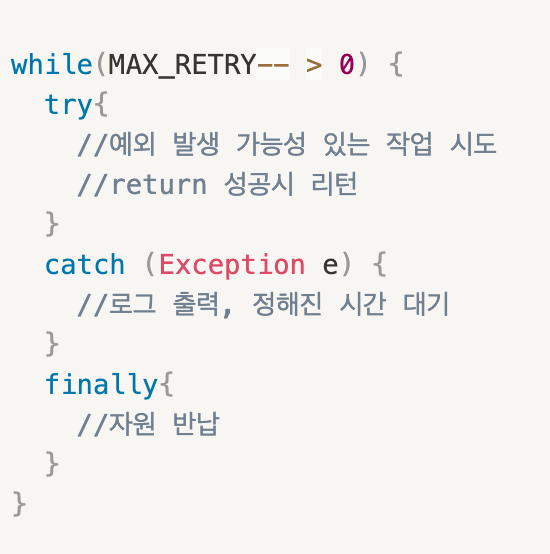 while(MAX_RETRY-- > 0) {
try{
//예외 발생 가능성 있는 작업 시도
//return 성공시 리턴
}
catch (Exception e) {
//로그 출력, 정해진 시간 대기
}
finally{
//자원 반납
}
}